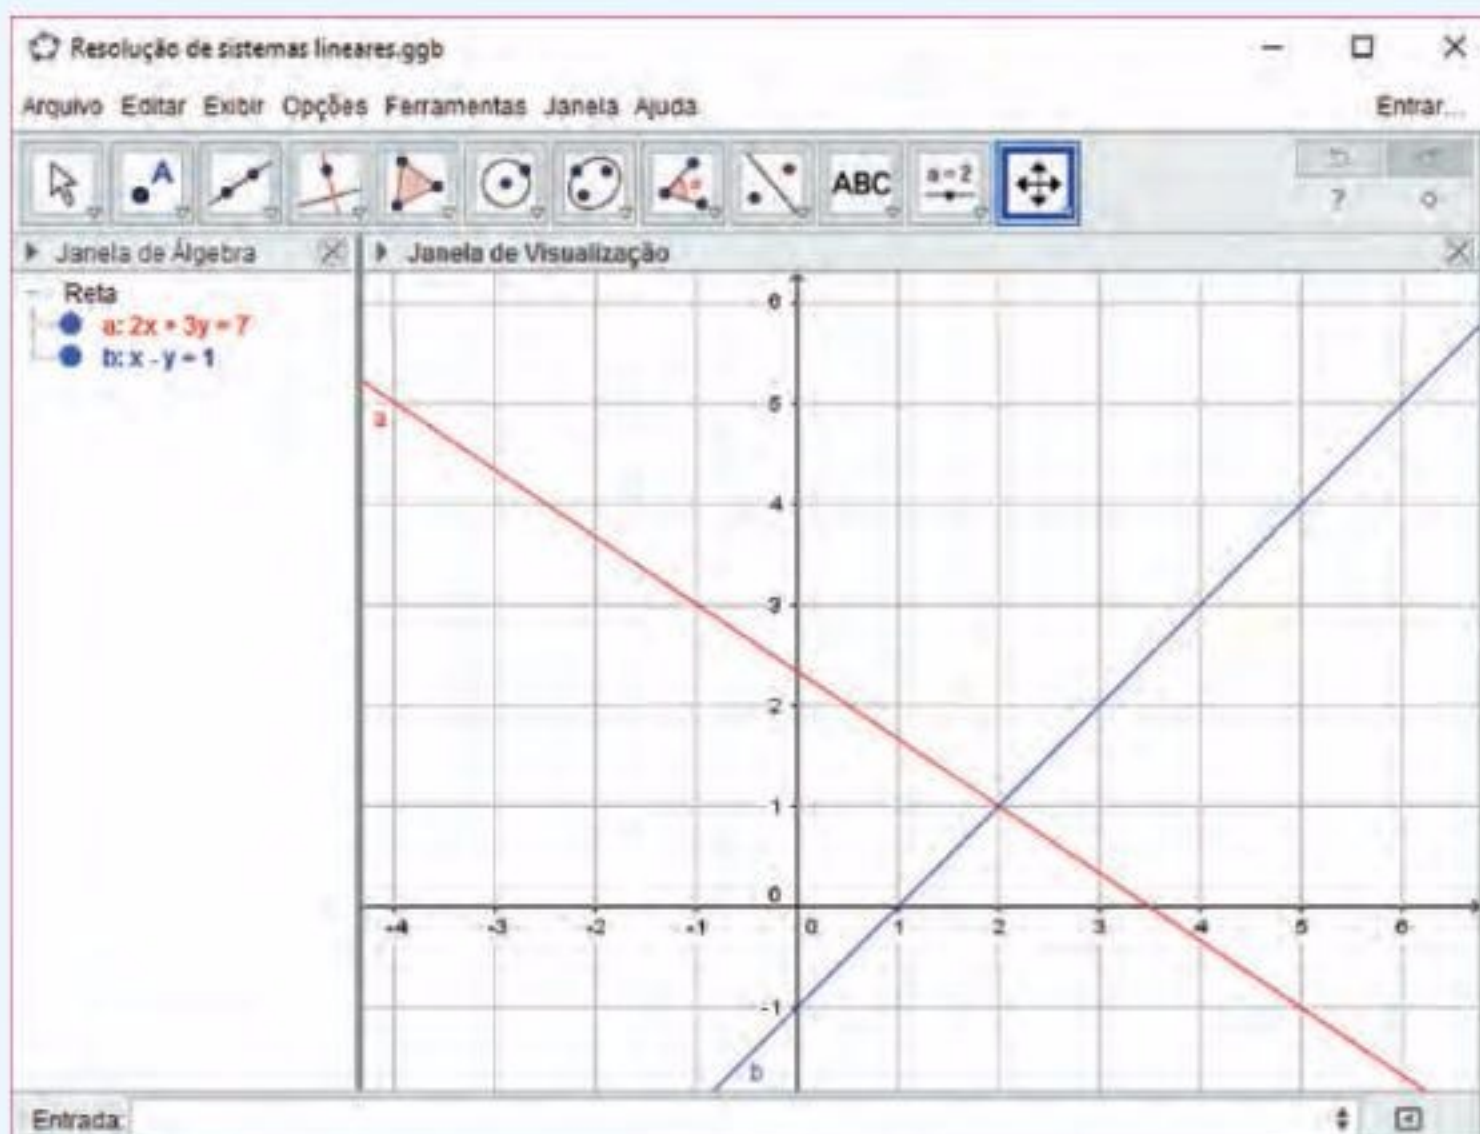 Resolução de sistemas lineares.ggb
Arquivo Editar Exibir Opções Ferramentas Janela Ajuda Entrar...
A ABC a = 2 ?
Janela de Álgebra
Janela de Visualização
Reta
a: 2x + 3y = 7
b: x - y = 1
6
5
a
4
3
2
1
0
-4 -3 -2 -1 0 1 2 3 4 5 6
-1
b
Entrada: